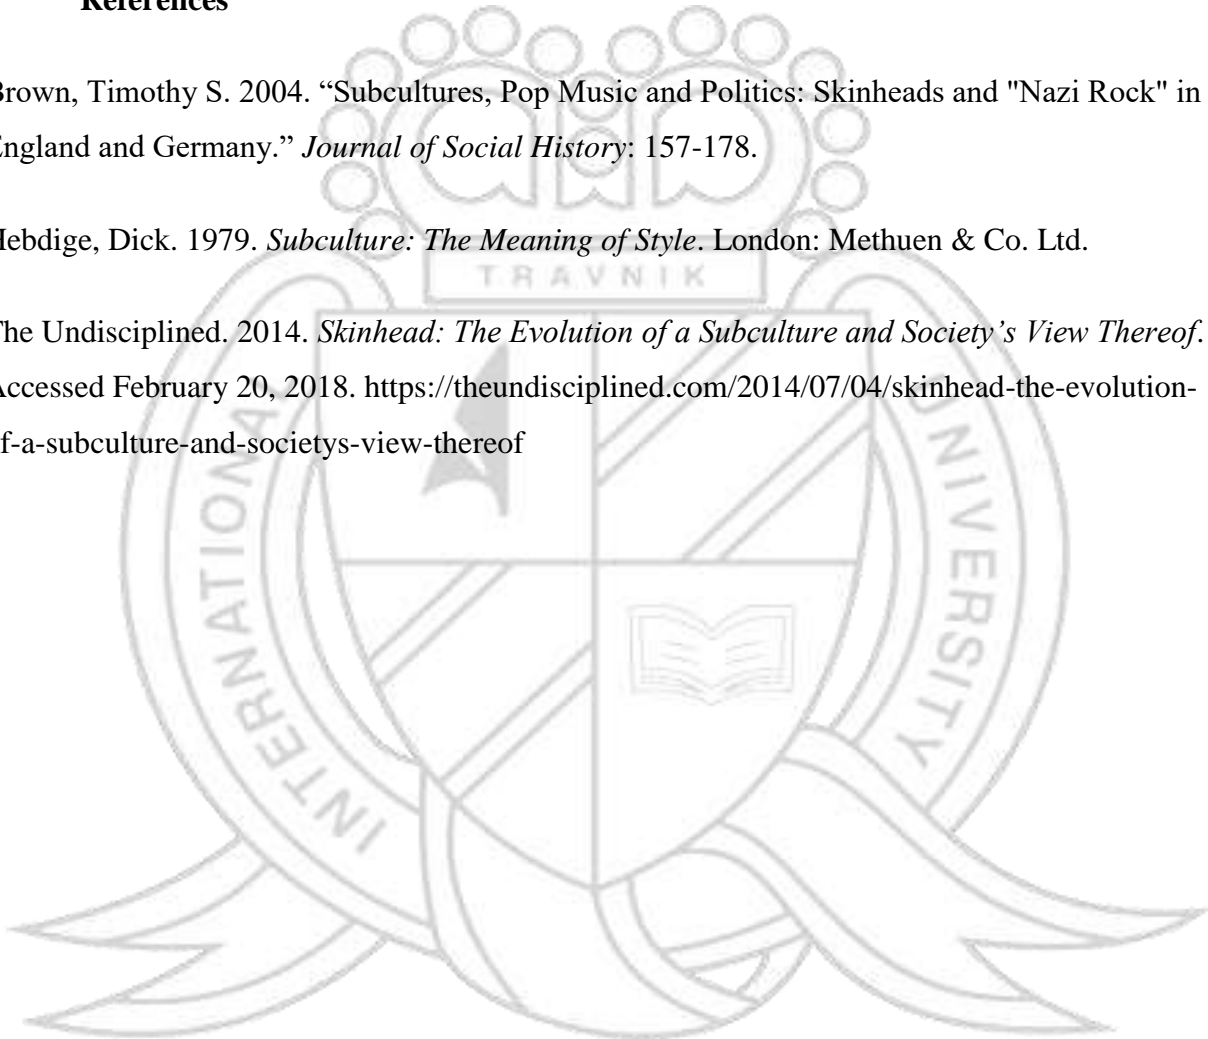 References
Brown, Timothy S. 2004. “Subcultures, Pop Music and Politics: Skinheads and "Nazi Rock" in
England and Germany.” Journal of Social History: 157-178.
Hebdige, Dick. 1979. Subculture: The Meaning of Style. London: Methuen & Co. Ltd.
TRAVNIK
The Undisciplined. 2014. Skinhead: The Evolution of a Subculture and Society’s View Thereof.
Accessed February 20, 2018. https://theundisciplined.com/2014/07/04/skinhead-the-evolution-
of-a-subculture-and-societys-view-thereof
INTERNATIONAL
UNIVERSITY